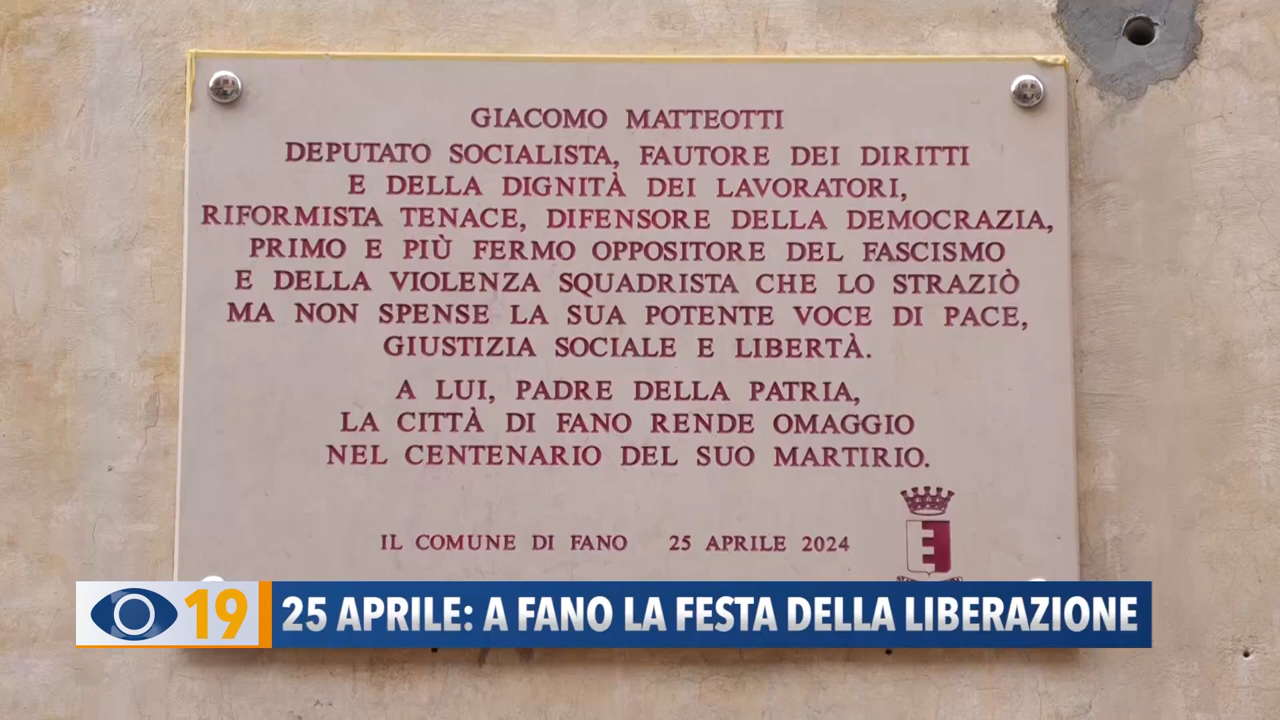 GIACOMO MATTEOTTI
DEPUTATO SOCIALISTA, FAUTORE DEI DIRITTI
E DELLA DIGNITÀ DEI LAVORATORI,
RIFORMISTA TENACE, DIFENSORE DELLA DEMOCRAZIA,
PRIMO E PIÙ FERMO OPPOSITORE DEL FASCISMO
E DELLA VIOLENZA SQUADRISTA CHE LO STRAZIÒ
MA NON SPENSE LA SUA POTENTE VOCE DI PACE,
GIUSTIZIA SOCIALE E LIBERTÀ.
A LUI, PADRE DELLA PATRIA,
LA CITTÀ DI FANO RENDE OMAGGIO
NEL CENTENARIO DEL SUO MARTIRIO.
IL COMUNE DI FANO 25 APRILE 2024
19 25 APRILE: A FANO LA FESTA DELLA LIBERAZIONE